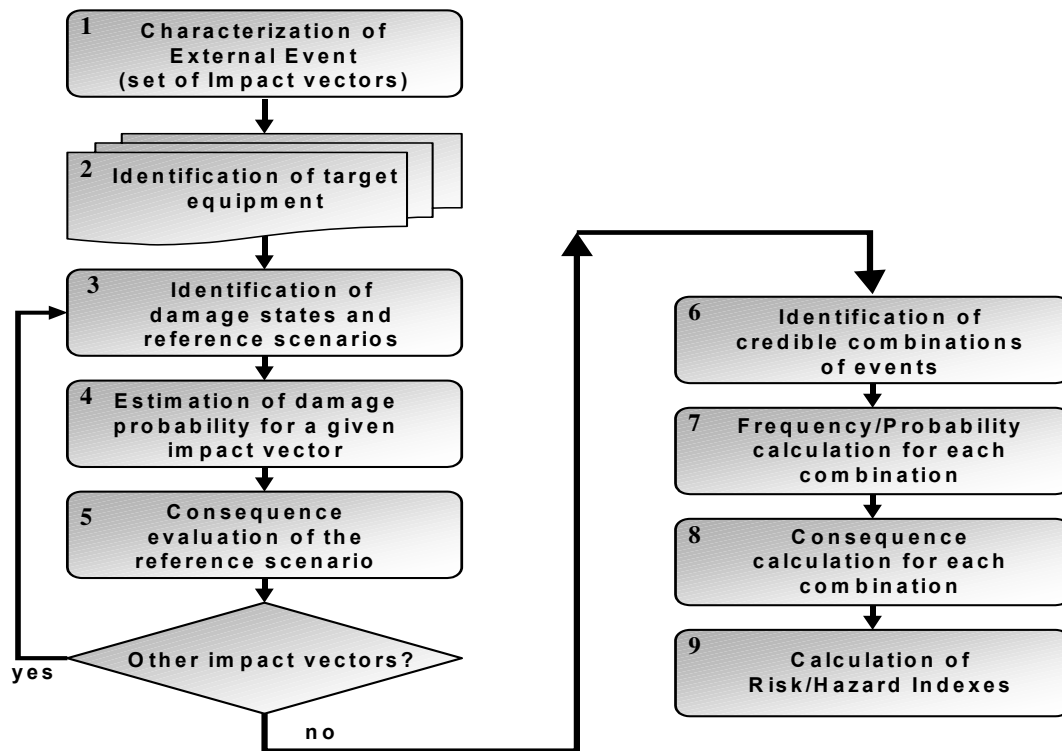 1
Characterization of
External Event
(set of Impact vectors)
2
Identification of target
equipment
3
Identification of
damage states and
reference scenarios
4
Estimation of damage
probability for a given
impact vector
5
Consequence
evaluation of the
reference scenario
Other impact vectors?
yes
no
6
Identification of
credible combinations
of events
7
Frequency/Probability
calculation for each
combination
8
Consequence
calculation for each
combination
9
Calculation of
Risk/Hazard Indexes